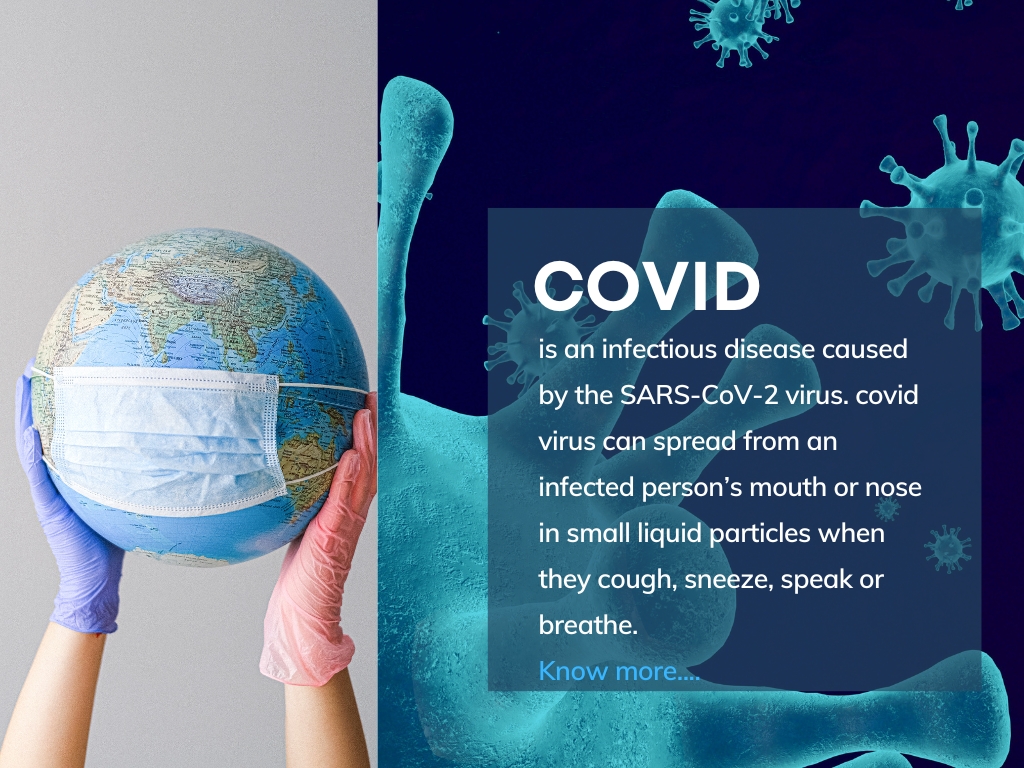 COVID
is an infectious disease caused
by the SARS-CoV-2 virus. covid
virus can spread from an
infected person’s mouth or nose
in small liquid particles when
they cough, sneeze, speak or
breathe.
Know more....